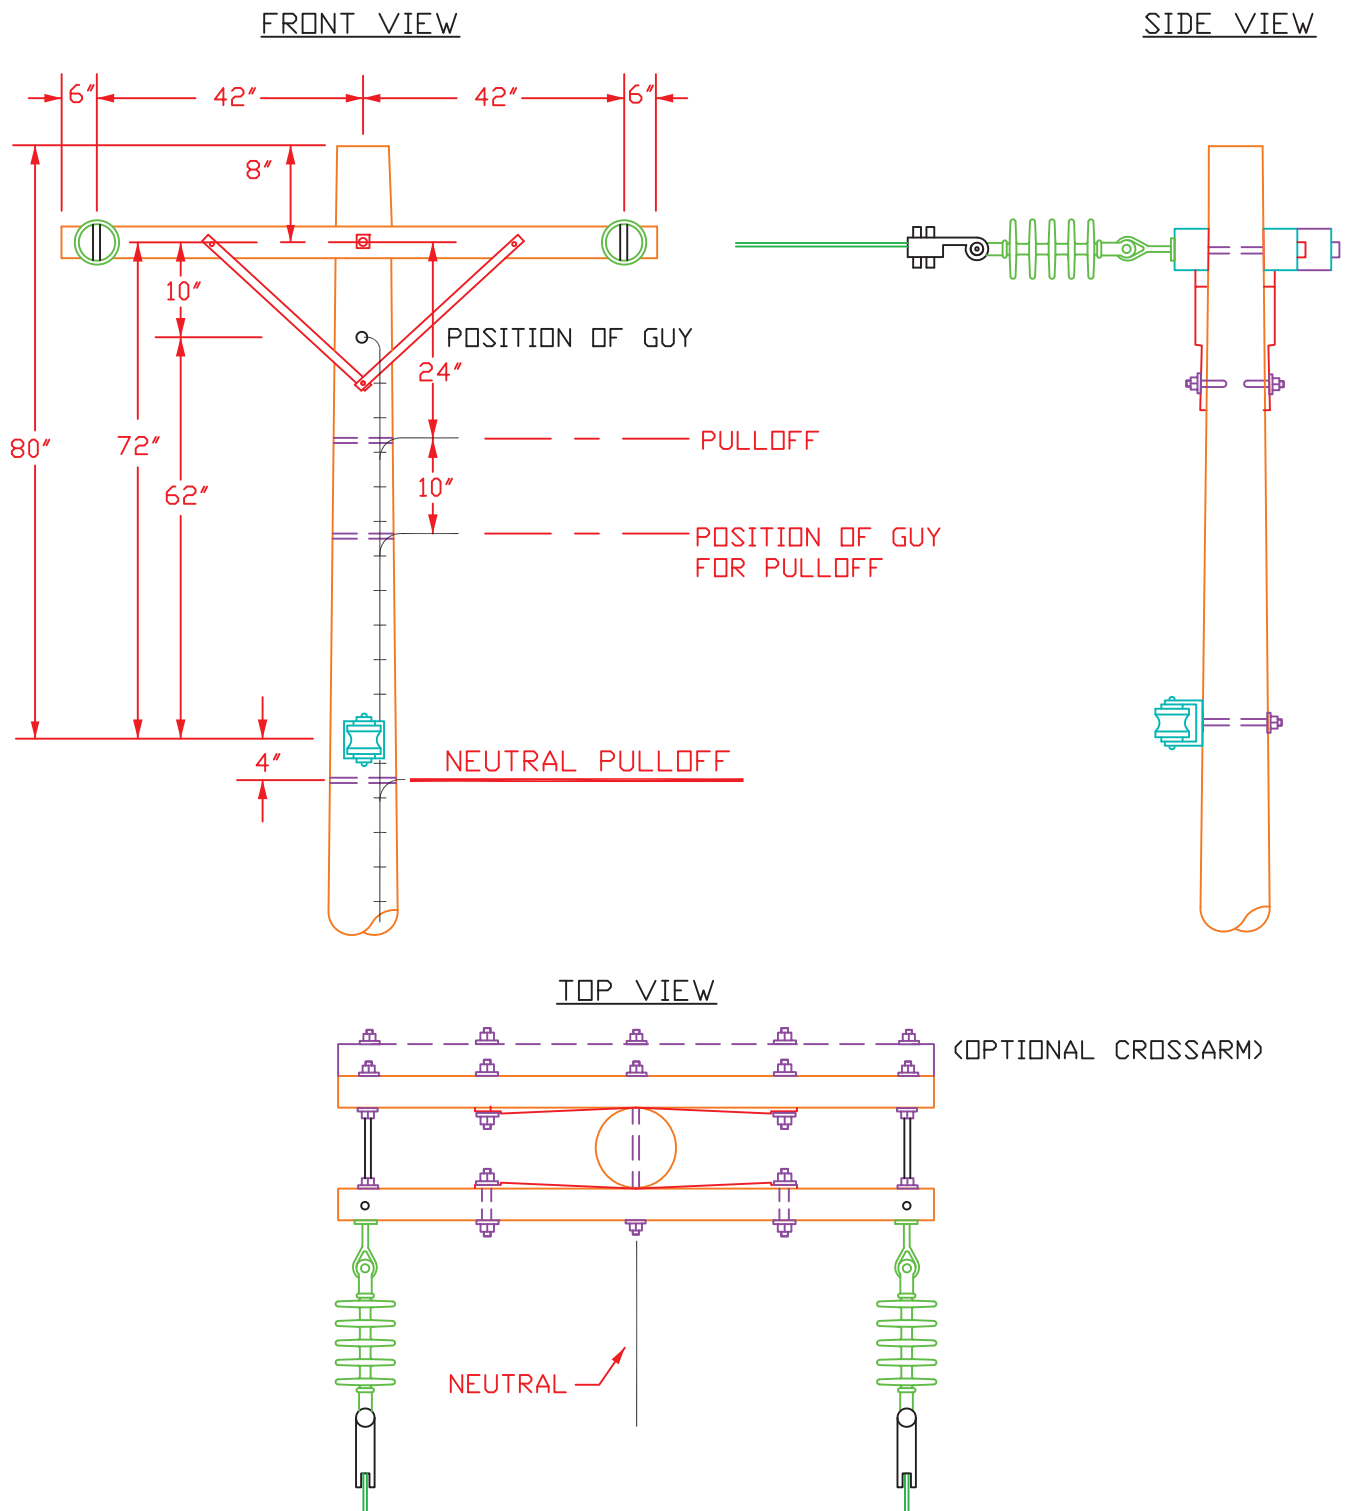 FRONT VIEW
SIDE VIEW
6" 42" 42" 6"
8"
10"
POSITION OF GUY
24"
80"
72"
PULLOFF
62"
10"
POSITION OF GUY
FOR PULLOFF
4"
NEUTRAL PULLOFF
TOP VIEW
(OPTIONAL CROSSARM)
NEUTRAL